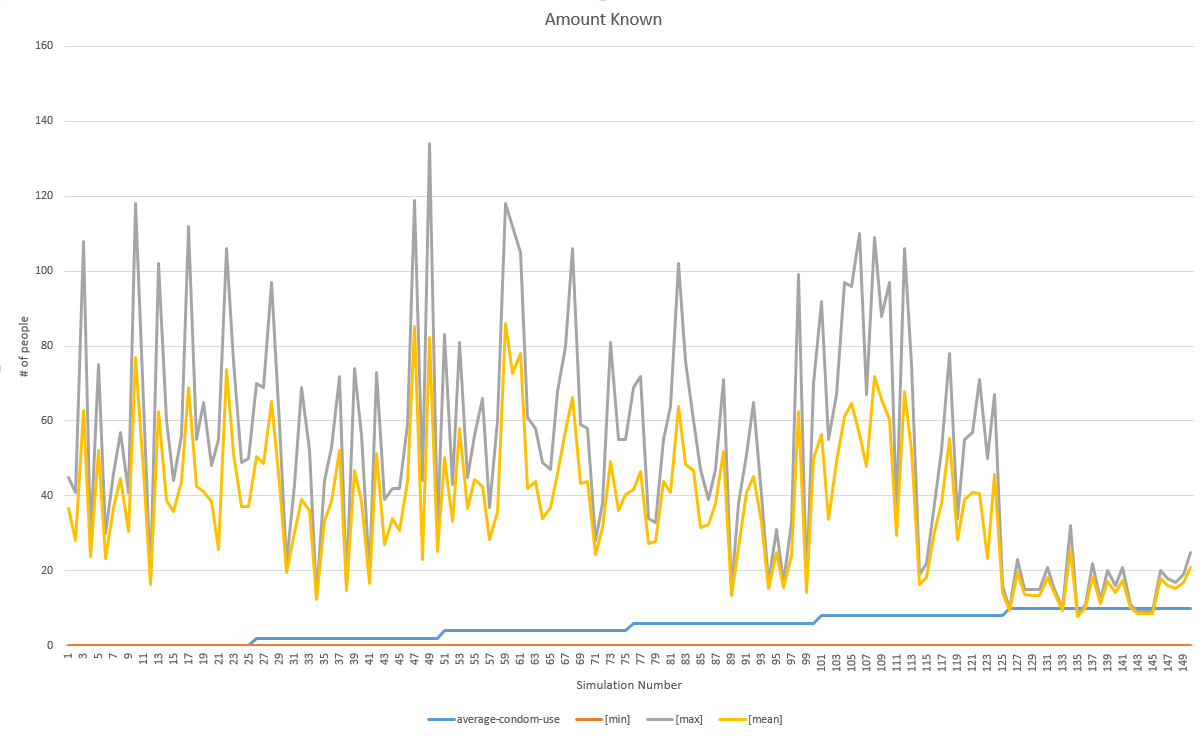 Amount Known
160
140
120
100
80
60
40
20
0
# of people
1 3 5 7 9 11 13 15 17 19 21 23 25 27 29 31 33 35 37 39 41 43 45 47 49 51 53 55 57 59 61 63 65 67 69 71 73 75 77 79 81 83 85 87 89 91 93 95 97 99 101 103 105 107 109 111 113 115 117 119 121 123 125 127 129 131 133 135 137 139 141 143 145 147 149
Simulation Number
average-condom-use [min] [max] [mean]